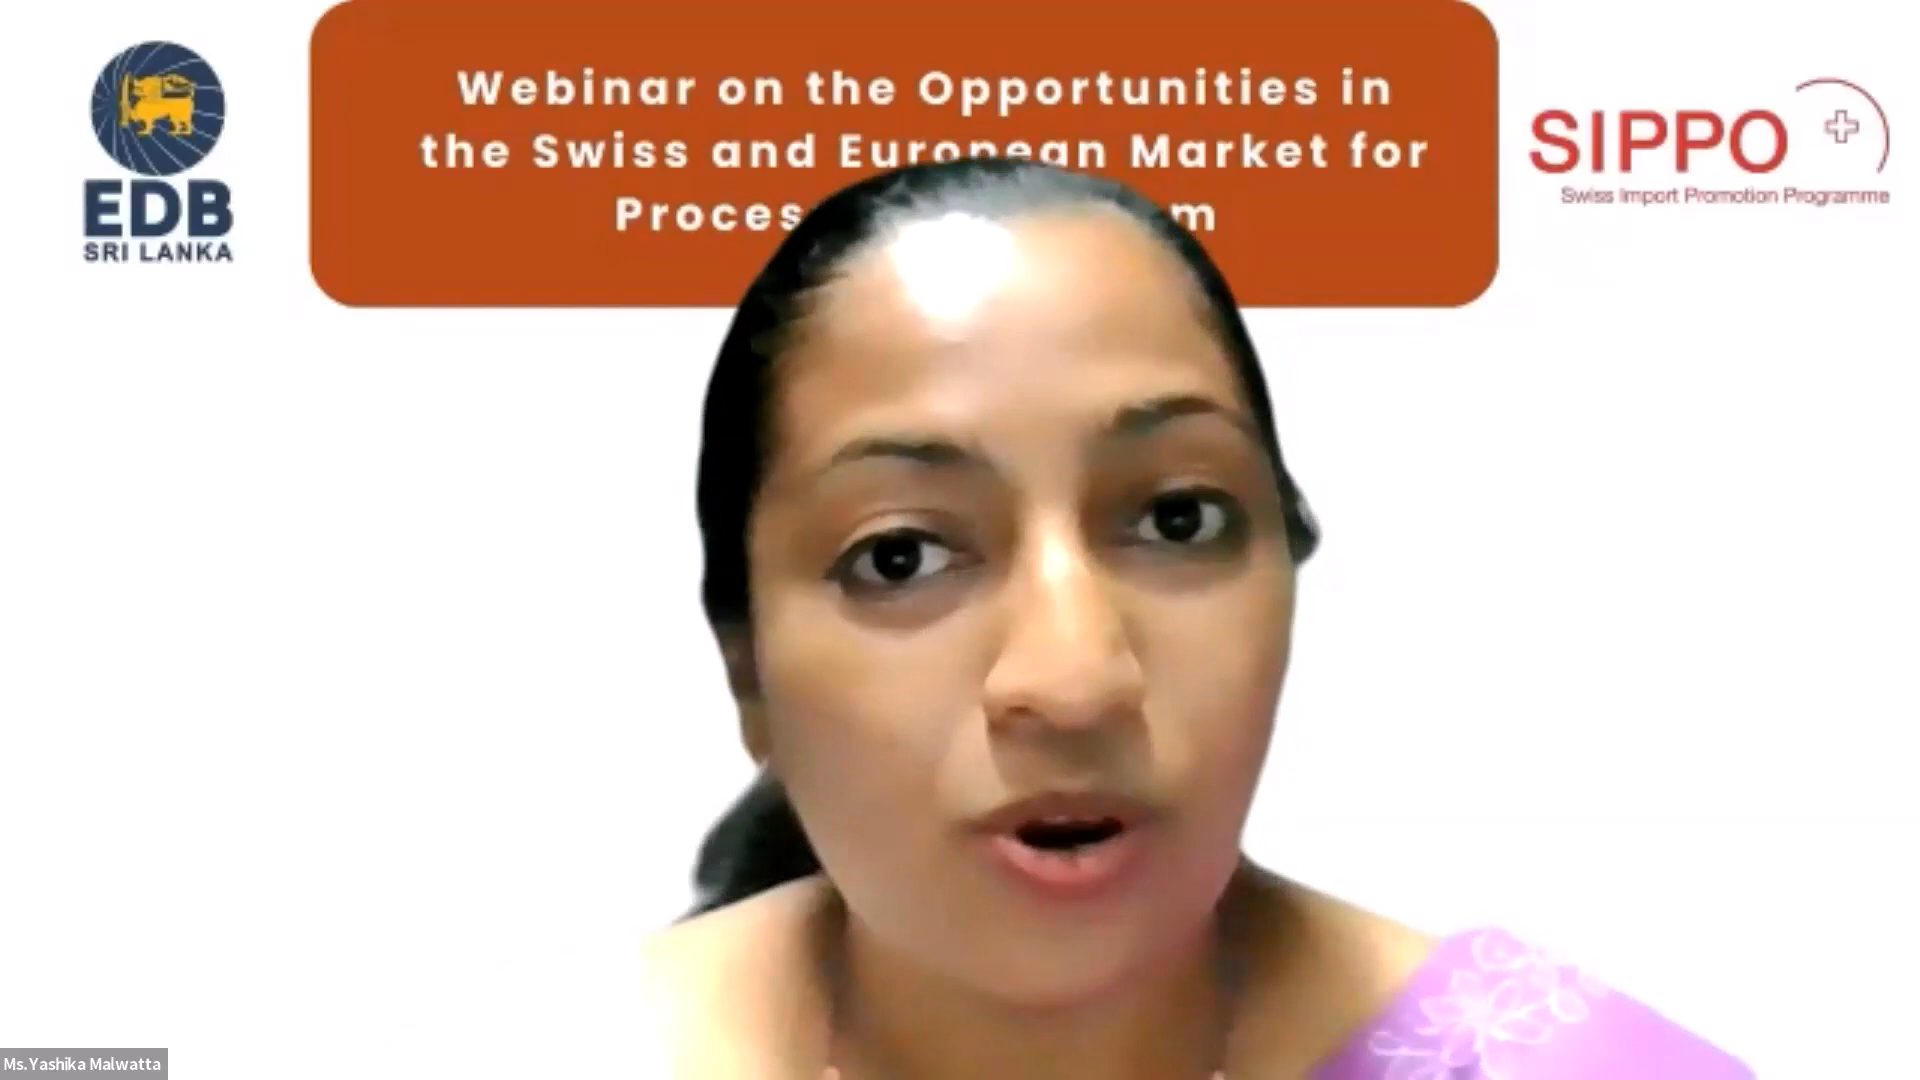 Webinar on the Opportunities in
the Swiss and European Market for
EDB
SRI LANKA
SIPPO
Swiss Import Promotion Programme
Ms.Yashika Malwatta